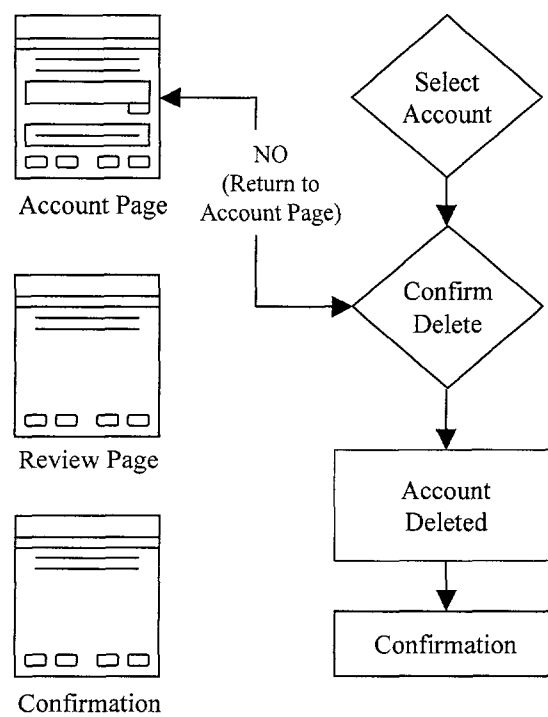 Select
Account
NO
(Return to
Account Page)
Account Page
Confirm
Delete
Review Page
Account
Deleted
Confirmation
Confirmation